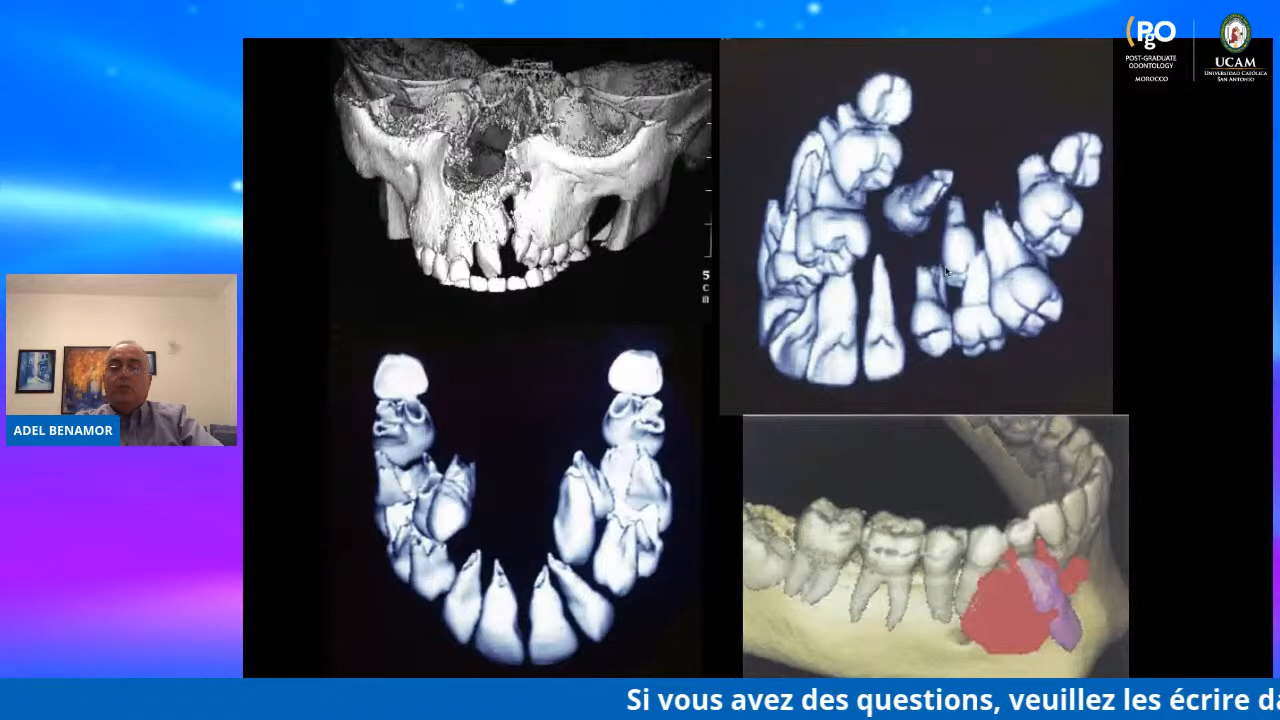 PgO
POST-GRADUATE
ODONTOLOGY
MOROCCO
UCAM
UNIVERSIDAD CATÓLICA
SAN ANTONIO
5
c
m
ADEL BENAMOR
Si vous avez des questions, veuillez les écrire da